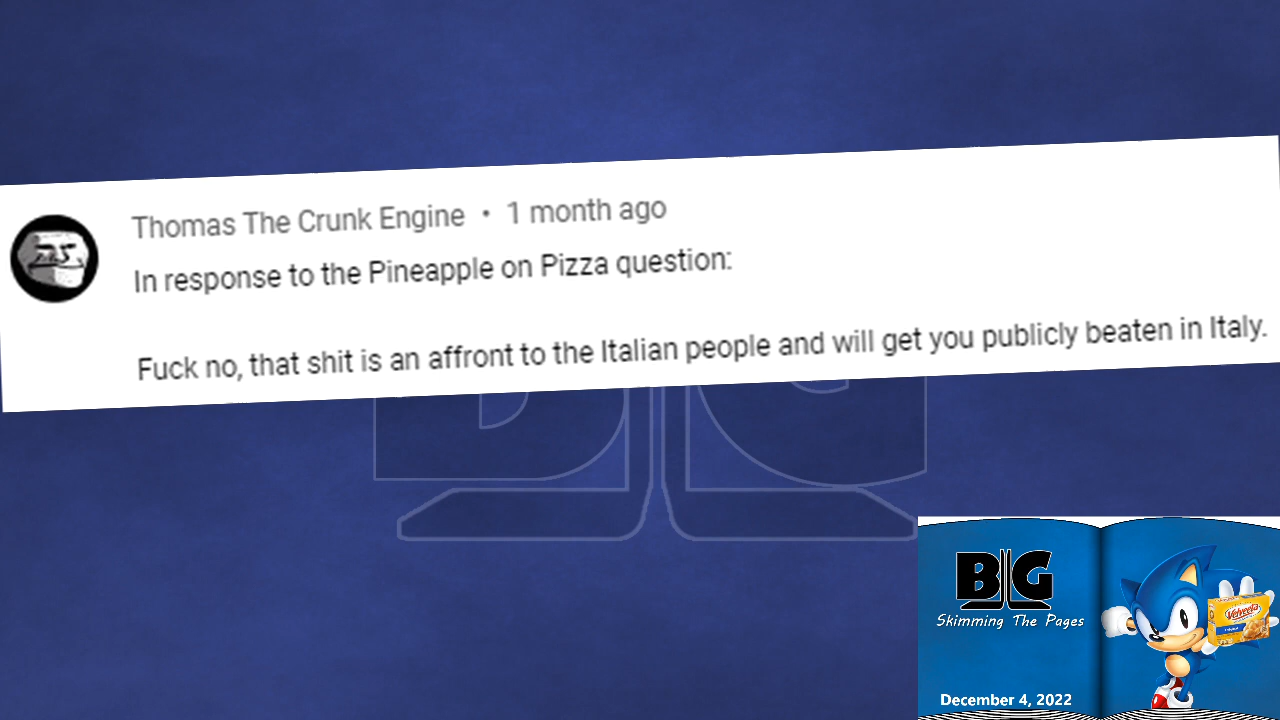 Thomas The Crunk Engine • 1 month ago
In response to the Pineapple on Pizza question:
Fuck no, that shit is an affront to the Italian people and will get you publicly beaten in Italy.
BIG
BIG
Skimming The Pages
Velveeta
December 4, 2022